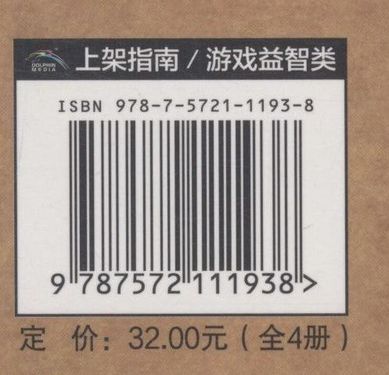 DOLPHIN MEDIA 上架指南 / 游戏益智类
ISBN 978-7-5721-1193-8
9 787572 111938 >
定 价：32.00元（全4册）